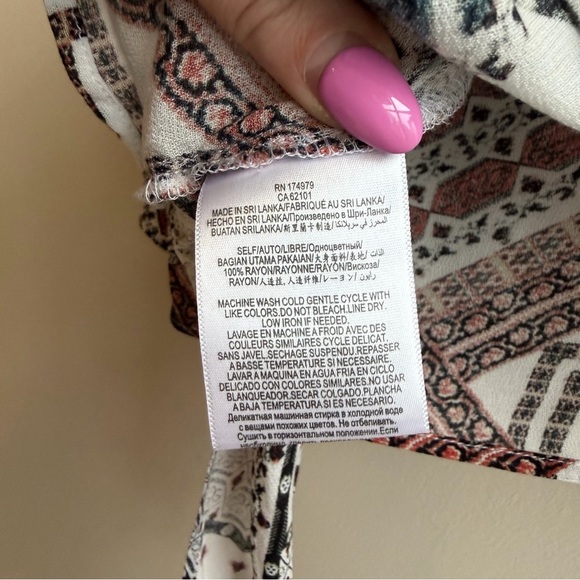 RN 174979
CA 62101
MADE IN SRI LANKA/FABRIQUÉ AU SRI LANKA/
HECHO EN SRI LANKA/Произведено в Шри-Ланка/
BUATAN SRILANKA/斯里蘭卡制造/
SELF/AUTO/LIBRE/Одноцветный/
BAGIAN UTAMA PAKAIAN/大身面料/表地/ الذات
100% RAYON/RAYONNE/RAYÓN/Вискоза/
RAYON/人造丝, 人造纤维/レーヨン/ رايون
MACHINE WASH COLD GENTLE CYCLE WITH
LIKE COLORS.DO NOT BLEACH.LINE DRY.
LOW IRON IF NEEDED.
LAVAGE EN MACHINE A FROID AVEC DES
COULEURS SIMILAIRES CYCLE DELICAT.
SANS JAVEL.SECHAGE SUSPENDU.REPASSER
A BASSE TEMPERATURE SI NECESSAIRE.
LAVAR A MAQUINA EN AGUA FRIA EN CICLO
DELICADO CON COLORES SIMILARES.NO USAR
BLANQUEADOR.SECAR COLGADO.PLANCHA
A BAJA TEMPERATURA SI ES NECESARIO.
Деликатная машинная стирка в холодной воде
с вещами похожих цветов. Не отбеливать.
Сушить в горизонтальном положении.Если